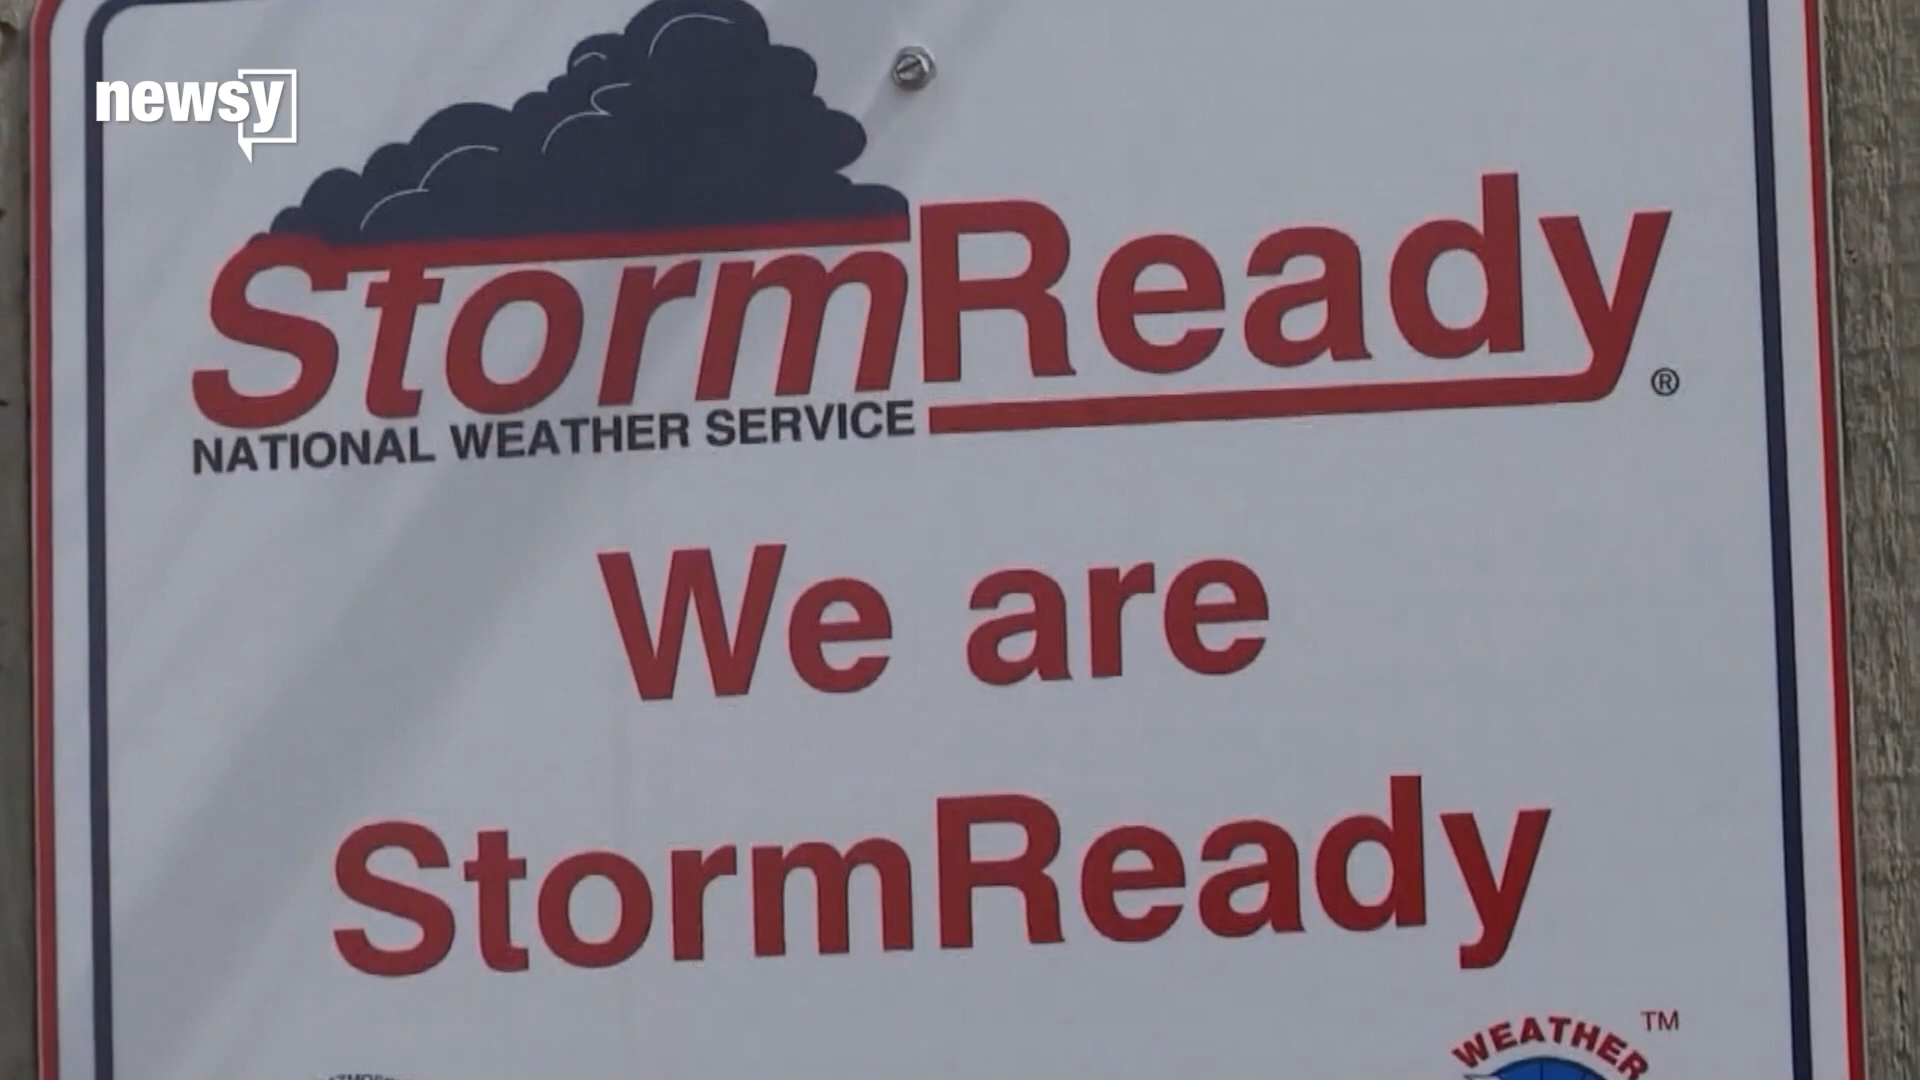 newsy
StormReady®
NATIONAL WEATHER SERVICE
We are
StormReady
WEATHER TM